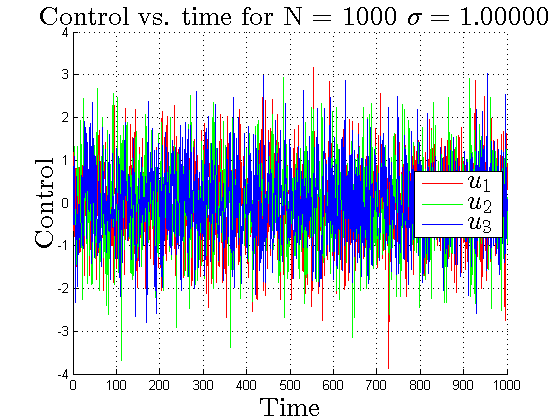 Control vs. time for N = 1000 σ = 1.00000
4
3
2
1
0
-1
-2
-3
-4
Control
u1
u2
u3
0 100 200 300 400 500 600 700 800 900 1000
Time